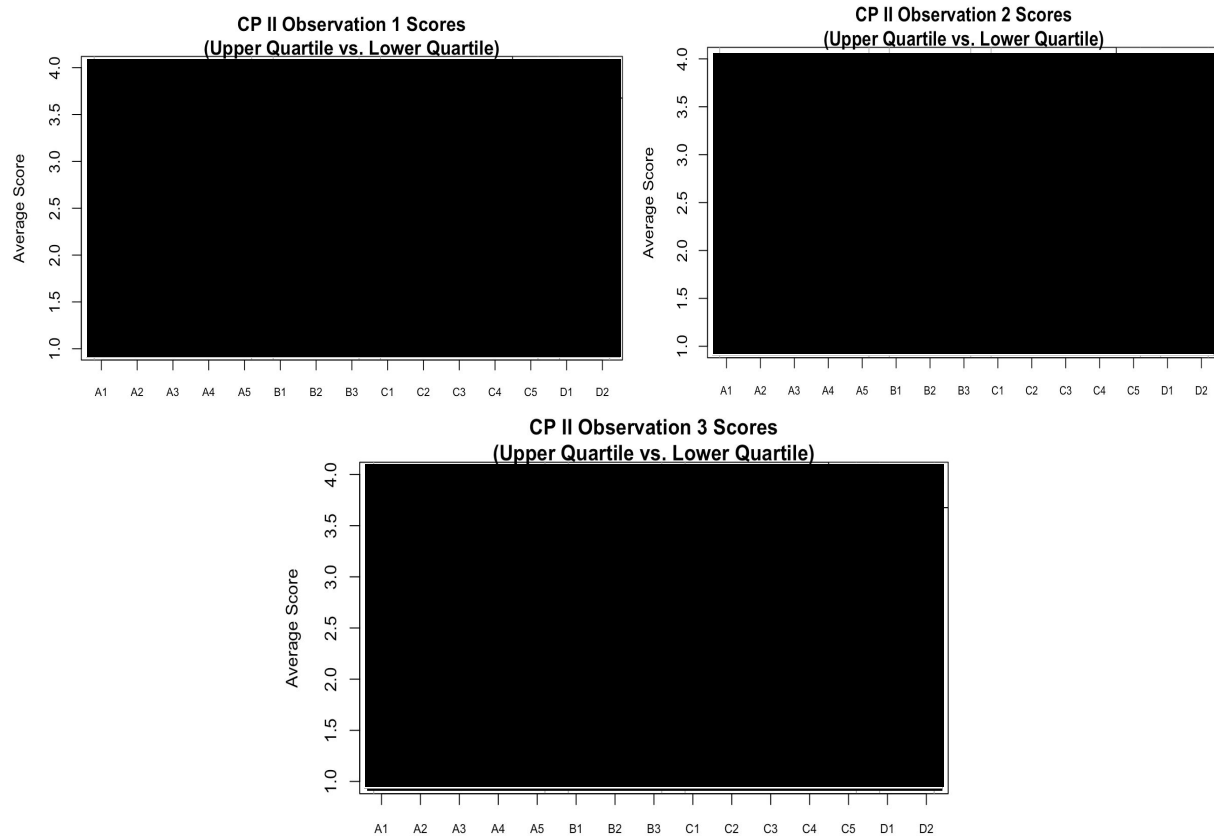 CP II Observation 1 Scores
(Upper Quartile vs. Lower Quartile)
Average Score
4.0
3.5
3.0
2.5
2.0
1.5
1.0
A1 A2 A3 A4 A5 B1 B2 B3 C1 C2 C3 C4 C5 D1 D2
CP II Observation 2 Scores
(Upper Quartile vs. Lower Quartile)
Average Score
4.0
3.5
3.0
2.5
2.0
1.5
1.0
A1 A2 A3 A4 A5 B1 B2 B3 C1 C2 C3 C4 C5 D1 D2
CP II Observation 3 Scores
(Upper Quartile vs. Lower Quartile)
Average Score
4.0
3.5
3.0
2.5
2.0
1.5
1.0
A1 A2 A3 A4 A5 B1 B2 B3 C1 C2 C3 C4 C5 D1 D2